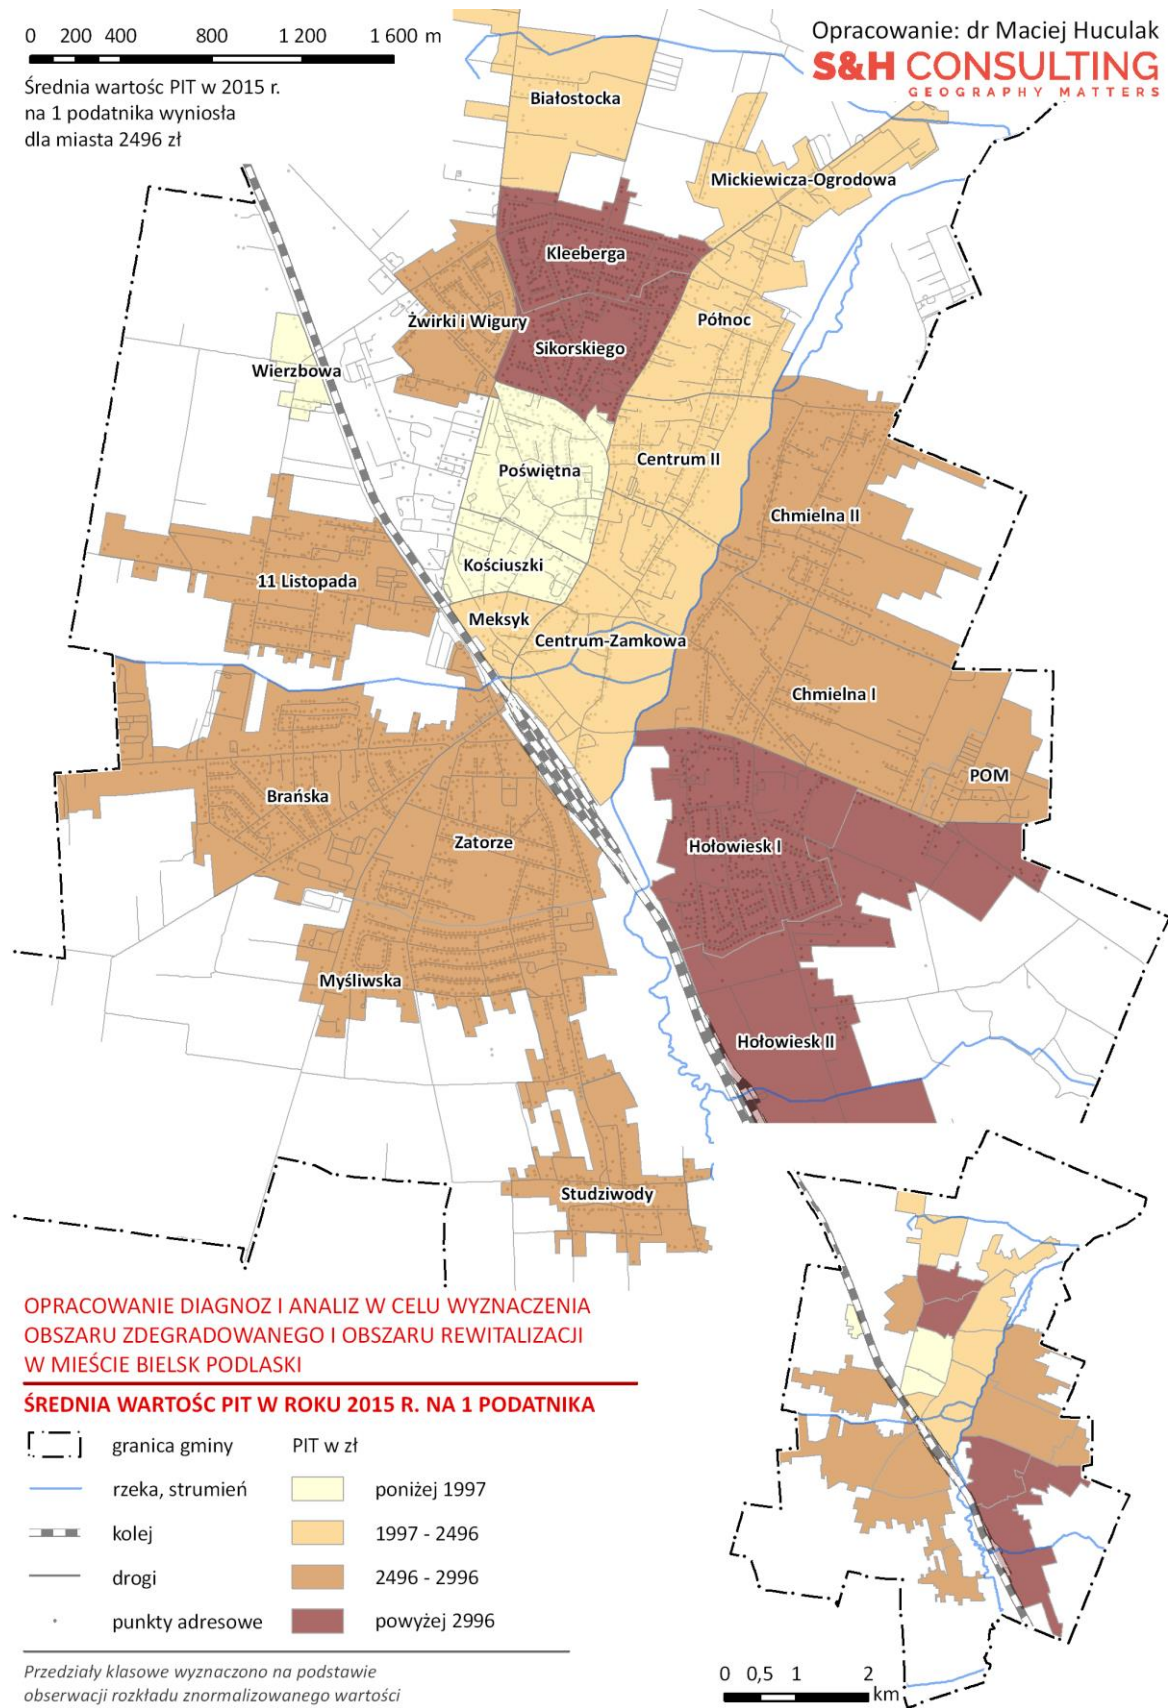 0 200 400 800 1 200 1 600 m
Średnia wartośc PIT w 2015 r.
na 1 podatnika wyniosła
dla miasta 2496 zł
Opracowanie: dr Maciej Huculak
S&H CONSULTING
GEOGRAPHY MATTERS
Białostocka
Mickiewicza-Ogrodowa
Kleeberga
Północ
Żwirki i Wigury
Sikorskiego
Wierzbowa
Centrum II
Poświętna
Chmielna II
Kościuszki
11 Listopada
Meksyk
Centrum-Zamkowa
Chmielna I
POM
Brańska
Zatorze
Hołowiesk I
Myśliwska
Hołowiesk II
Studziwody
OPRACOWANIE DIAGNOZ I ANALIZ W CELU WYZNACZENIA
OBSZARU ZDEGRADOWANEGO I OBSZARU REWITALIZACJI
W MIEŚCIE BIELSK PODLASKI
ŚREDNIA WARTOŚC PIT W ROKU 2015 R. NA 1 PODATNIKA
granica gminy
PIT w zł
rzeka, strumień
poniżej 1997
kolej
1997 - 2496
drogi
2496 - 2996
punkty adresowe
powyżej 2996
Przedziały klasowe wyznaczono na podstawie
obserwacji rozkładu znormalizowanego wartości
0 0,5 1 2
km